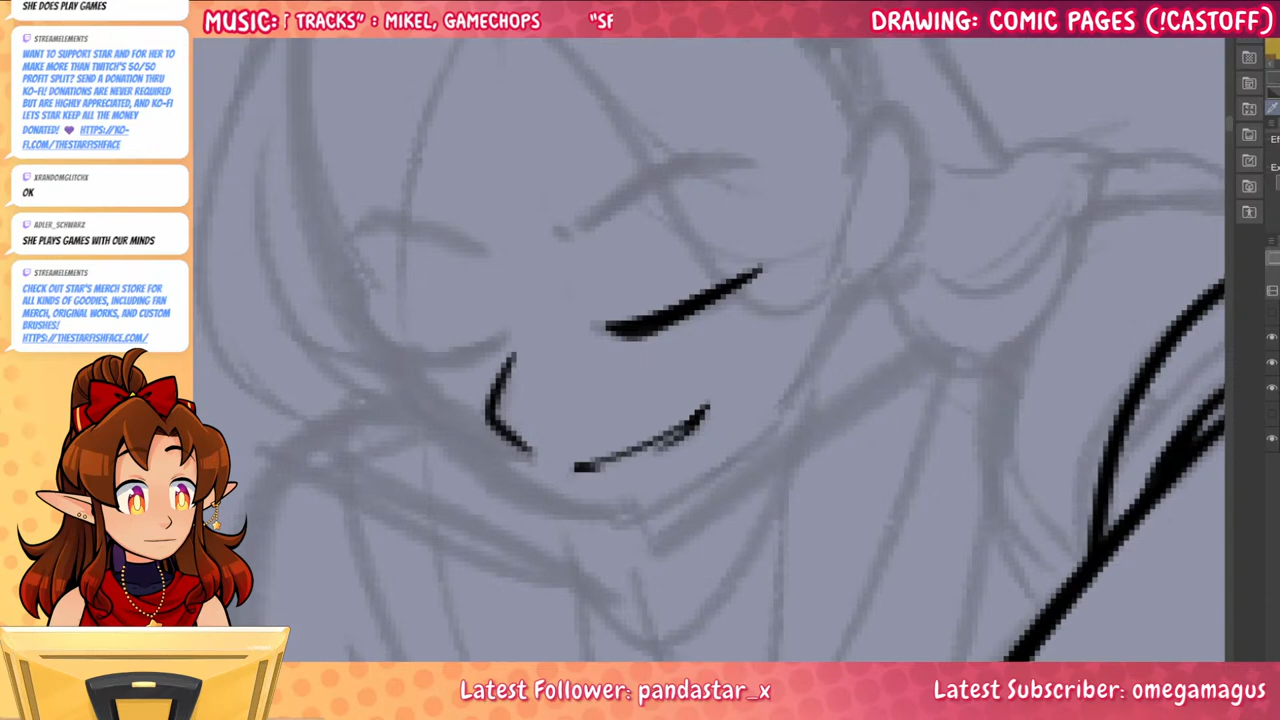 MUSIC: TRACKS" : MIKEL, GAMECHOPS "SF
DRAWING: COMIC PAGES (!CASTOFF)
SHE DOES PLAY GAMES
STREAMELEMENTS
WANT TO SUPPORT STAR AND FOR HER TO
MAKE MORE THAN TWITCH'S 50/50
PROFIT SPLIT? SEND A DONATION THRU
KO-FI! DONATIONS ARE NEVER REQUIRED
BUT ARE HIGHLY APPRECIATED, AND KO-FI
LETS STAR KEEP ALL THE MONEY
DONATED! 💜 HTTPS://KO-
FI.COM/THESTARFISHFACE
XRANDOMGLITCHX
OK
ADLER_SCHWARZ
SHE PLAYS GAMES WITH OUR MINDS
STREAMELEMENTS
CHECK OUT STAR'S MERCH STORE FOR
ALL KINDS OF GOODIES, INCLUDING FAN
MERCH, ORIGINAL WORKS, AND CUSTOM
BRUSHES!
HTTPS://THESTARFISHFACE.COM/
Ef
Ex
Latest Follower: pandastar_x
Latest Subscriber: omegamagus